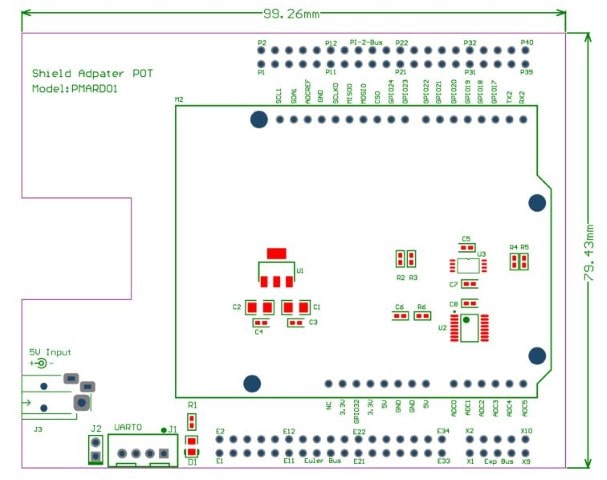 99.26mm
P2 P12 PI-2-Bus P22 P32 P40
P1 P11 P21 P31 P39
Shield Adpater POT
Model:PMARD01
M2
SCL1 SDA1 ADCREF GND SCLK0 MISO0 MOSI0 CS0 GPIO24 GPIO23 GPIO22 GPIO21 GPIO20 GPIO19 GPIO18 GPIO17 TX2 RX2
79.43mm
C5
U3
R4 R5
R2 R3
U1
C7
C2 C1
C8
C4 C3
C6 R6
U2
5V Input
+ -
J3
NC 3.3V GPIO32 3.3V 5V GND GND 5V ADC0 ADC1 ADC2 ADC3 ADC4 ADC5
R1
J2 UART0 J1
D1
E2 E12 E22 E34 X2 X10
E1 E11 Euler Bus E21 E33 X1 Exp Bus X9